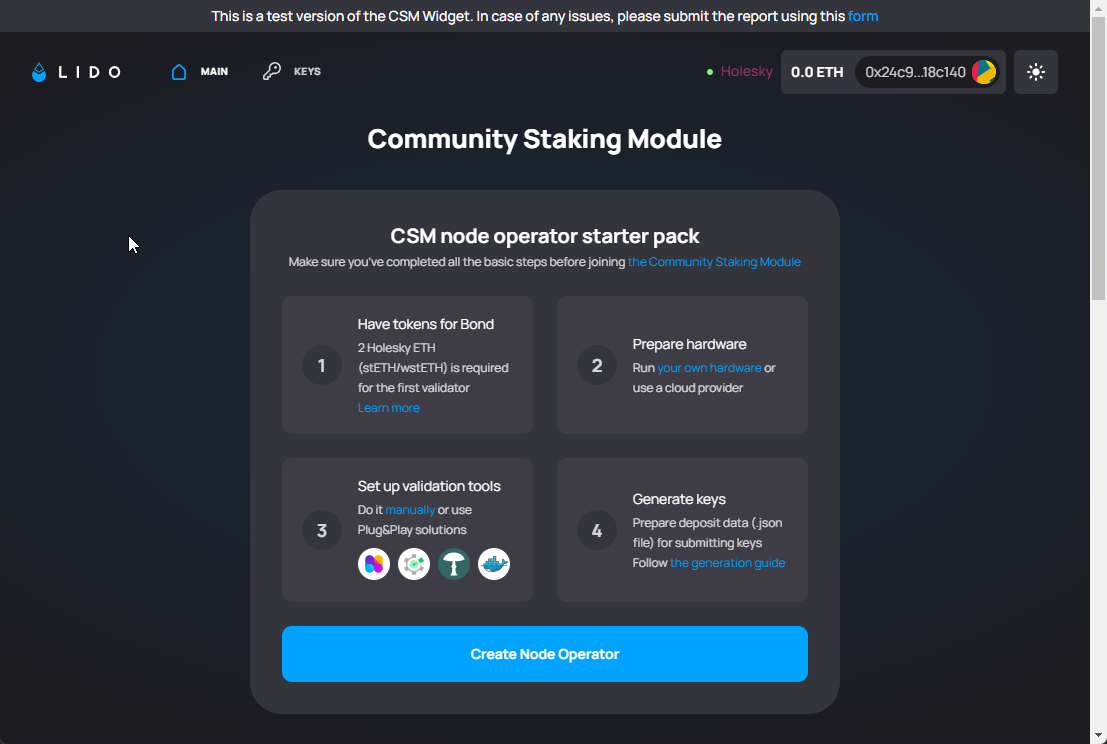 This is a test version of the CSM Widget. In case of any issues, please submit the report using this form
LIDO
MAIN
KEYS
Holesky
0.0 ETH
0x24c9...18c140
Community Staking Module
CSM node operator starter pack
Make sure you've completed all the basic steps before joining the Community Staking Module
1
Have tokens for Bond
2 Holesky ETH
(stETH/wstETH) is required
for the first validator
Learn more
2
Prepare hardware
Run your own hardware or
use a cloud provider
3
Set up validation tools
Do it manually or use
Plug&Play solutions
4
Generate keys
Prepare deposit data (.json
file) for submitting keys
Follow the generation guide
Create Node Operator